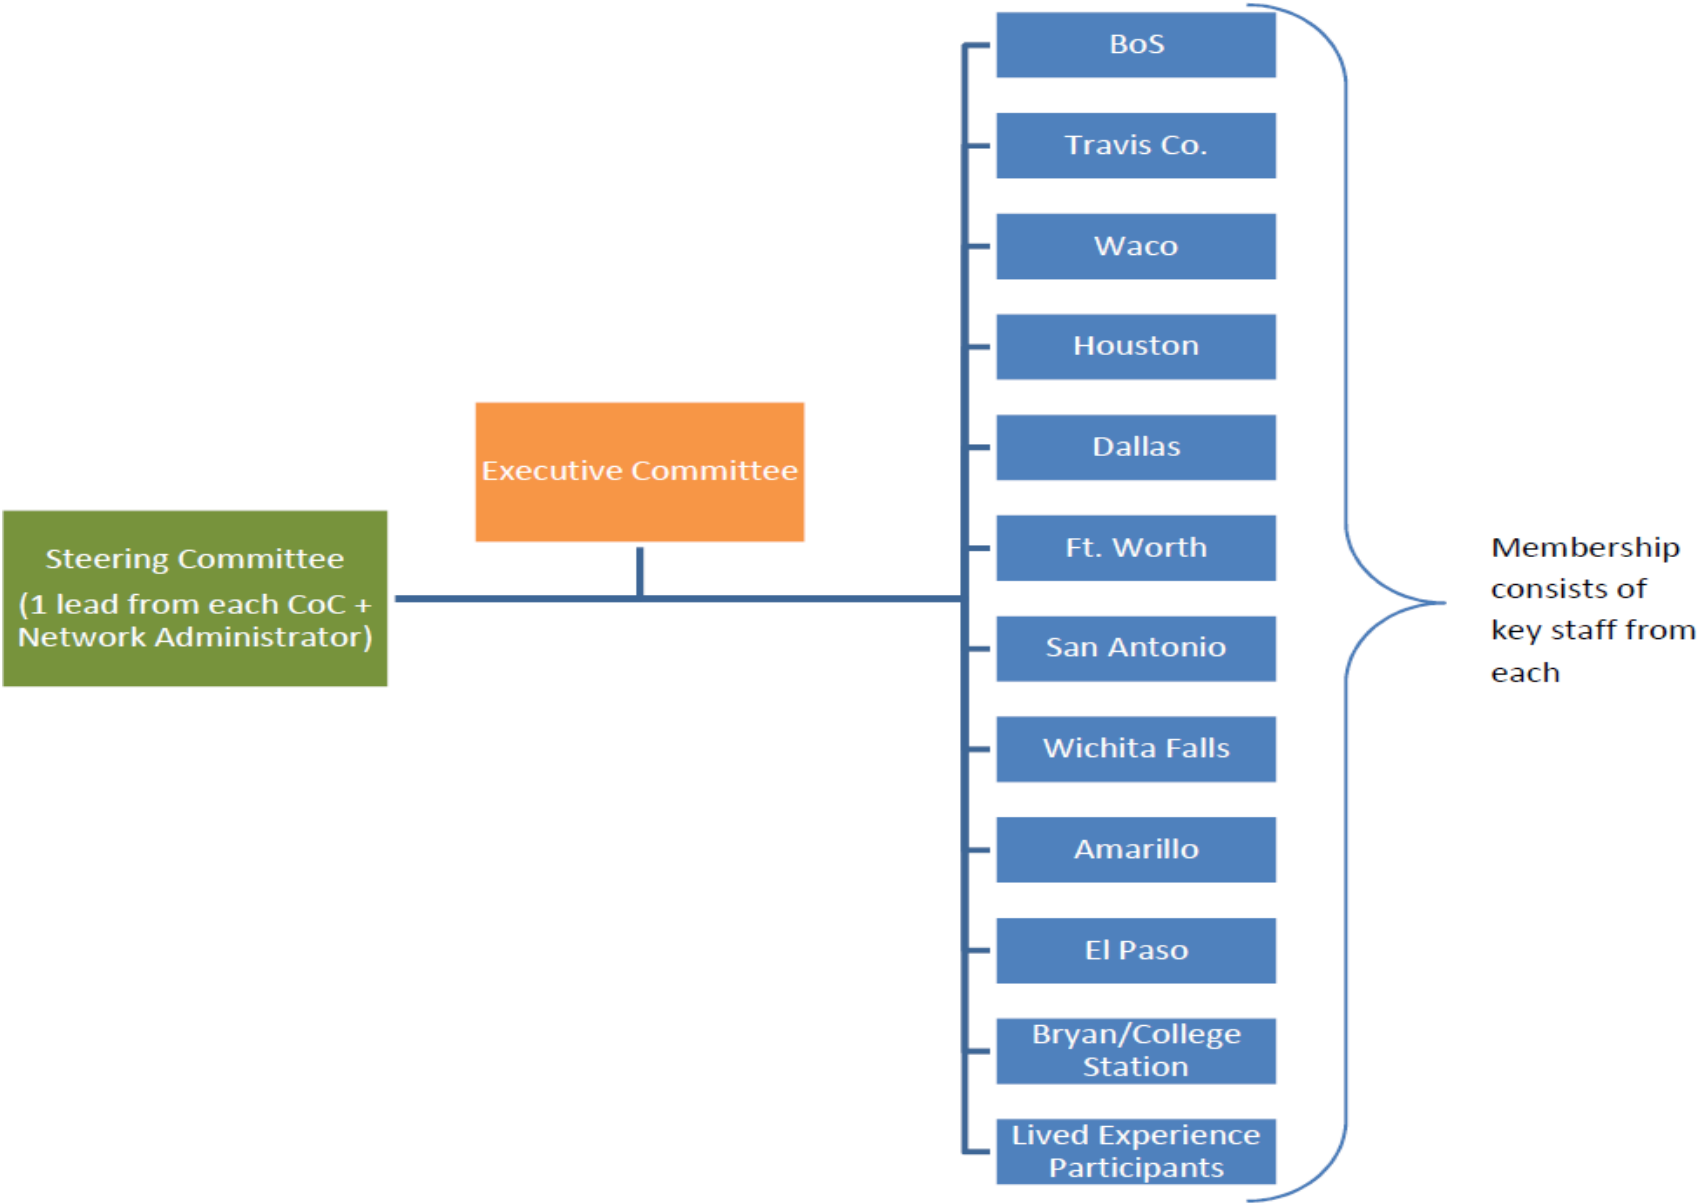 Steering Committee
(1 lead from each CoC +
Network Administrator)
Executive Committee
BoS
Travis Co.
Waco
Houston
Dallas
Ft. Worth
San Antonio
Wichita Falls
Amarillo
El Paso
Bryan/College
Station
Lived Experience
Participants
Membership
consists of
key staff from
each